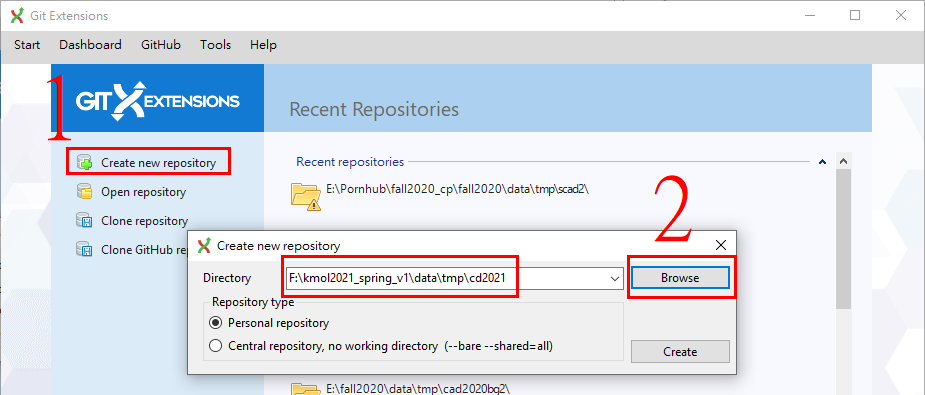 Git Extensions
Start Dashboard GitHub Tools Help
1
GIT EXTENSIONS
Recent Repositories
Create new repository
Open repository
Clone repository
Clone GitHub rep
Recent repositories
E:\Pornhub\fall2020_cp\fall2020\data\tmp\scad2\
2
Create new repository
Directory
F:\kmol2021_spring_v1\data\tmp\cd2021
Browse
Repository type
Personal repository
Central repository, no working directory (--bare --shared=all)
Create
E:\fall2020\data\tmp\cad2020bq2\